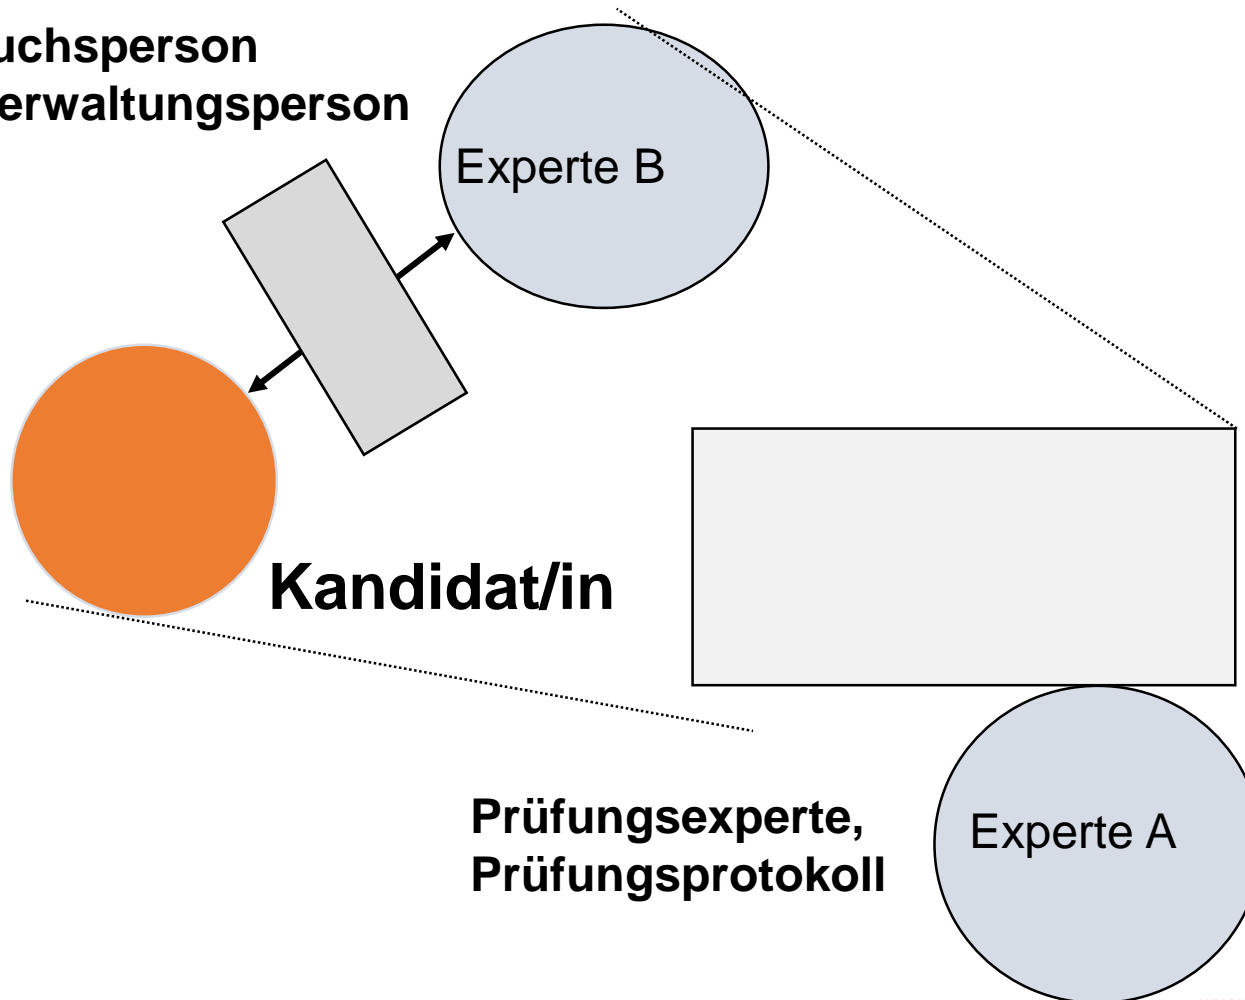 uchsperson
erwaltungsperson
Experte B
Kandidat/in
Prüfungsexperte,
Prüfungsprotokoll
Experte A